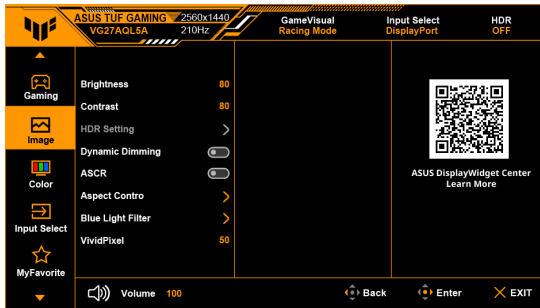 ASUS TUF GAMING 2560x1440
VG27AQL5A 210Hz
GameVisual
Racing Mode
Input Select
DisplayPort
HDR
OFF
Gaming
Image
Color
Input Select
MyFavorite
Brightness 80
Contrast 80
HDR Setting
Dynamic Dimming
ASCR
Aspect Contro
Blue Light Filter
VividPixel 50
ASUS DisplayWidget Center
Learn More
Volume 100
Back
Enter
EXIT